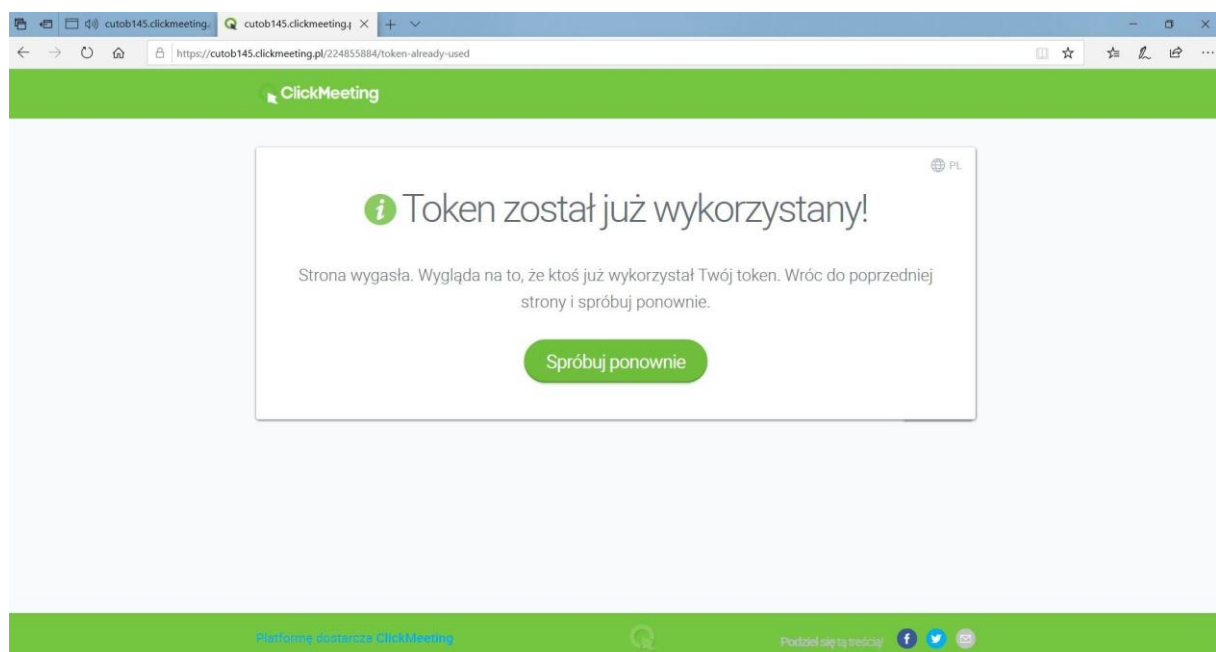 cutob145.clickmeeting.
cutob145.clickmeeting.p
https://cutob145.clickmeeting.pl/224855884/token-already-used
ClickMeeting
PL
Token został już wykorzystany!
Strona wygasła. Wygląda na to, że ktoś już wykorzystał Twój token. Wróc do poprzedniej
strony i spróbuj ponownie.
Spróbuj ponownie
Platformę dostarcza ClickMeeting
Podziel się tą treścią!